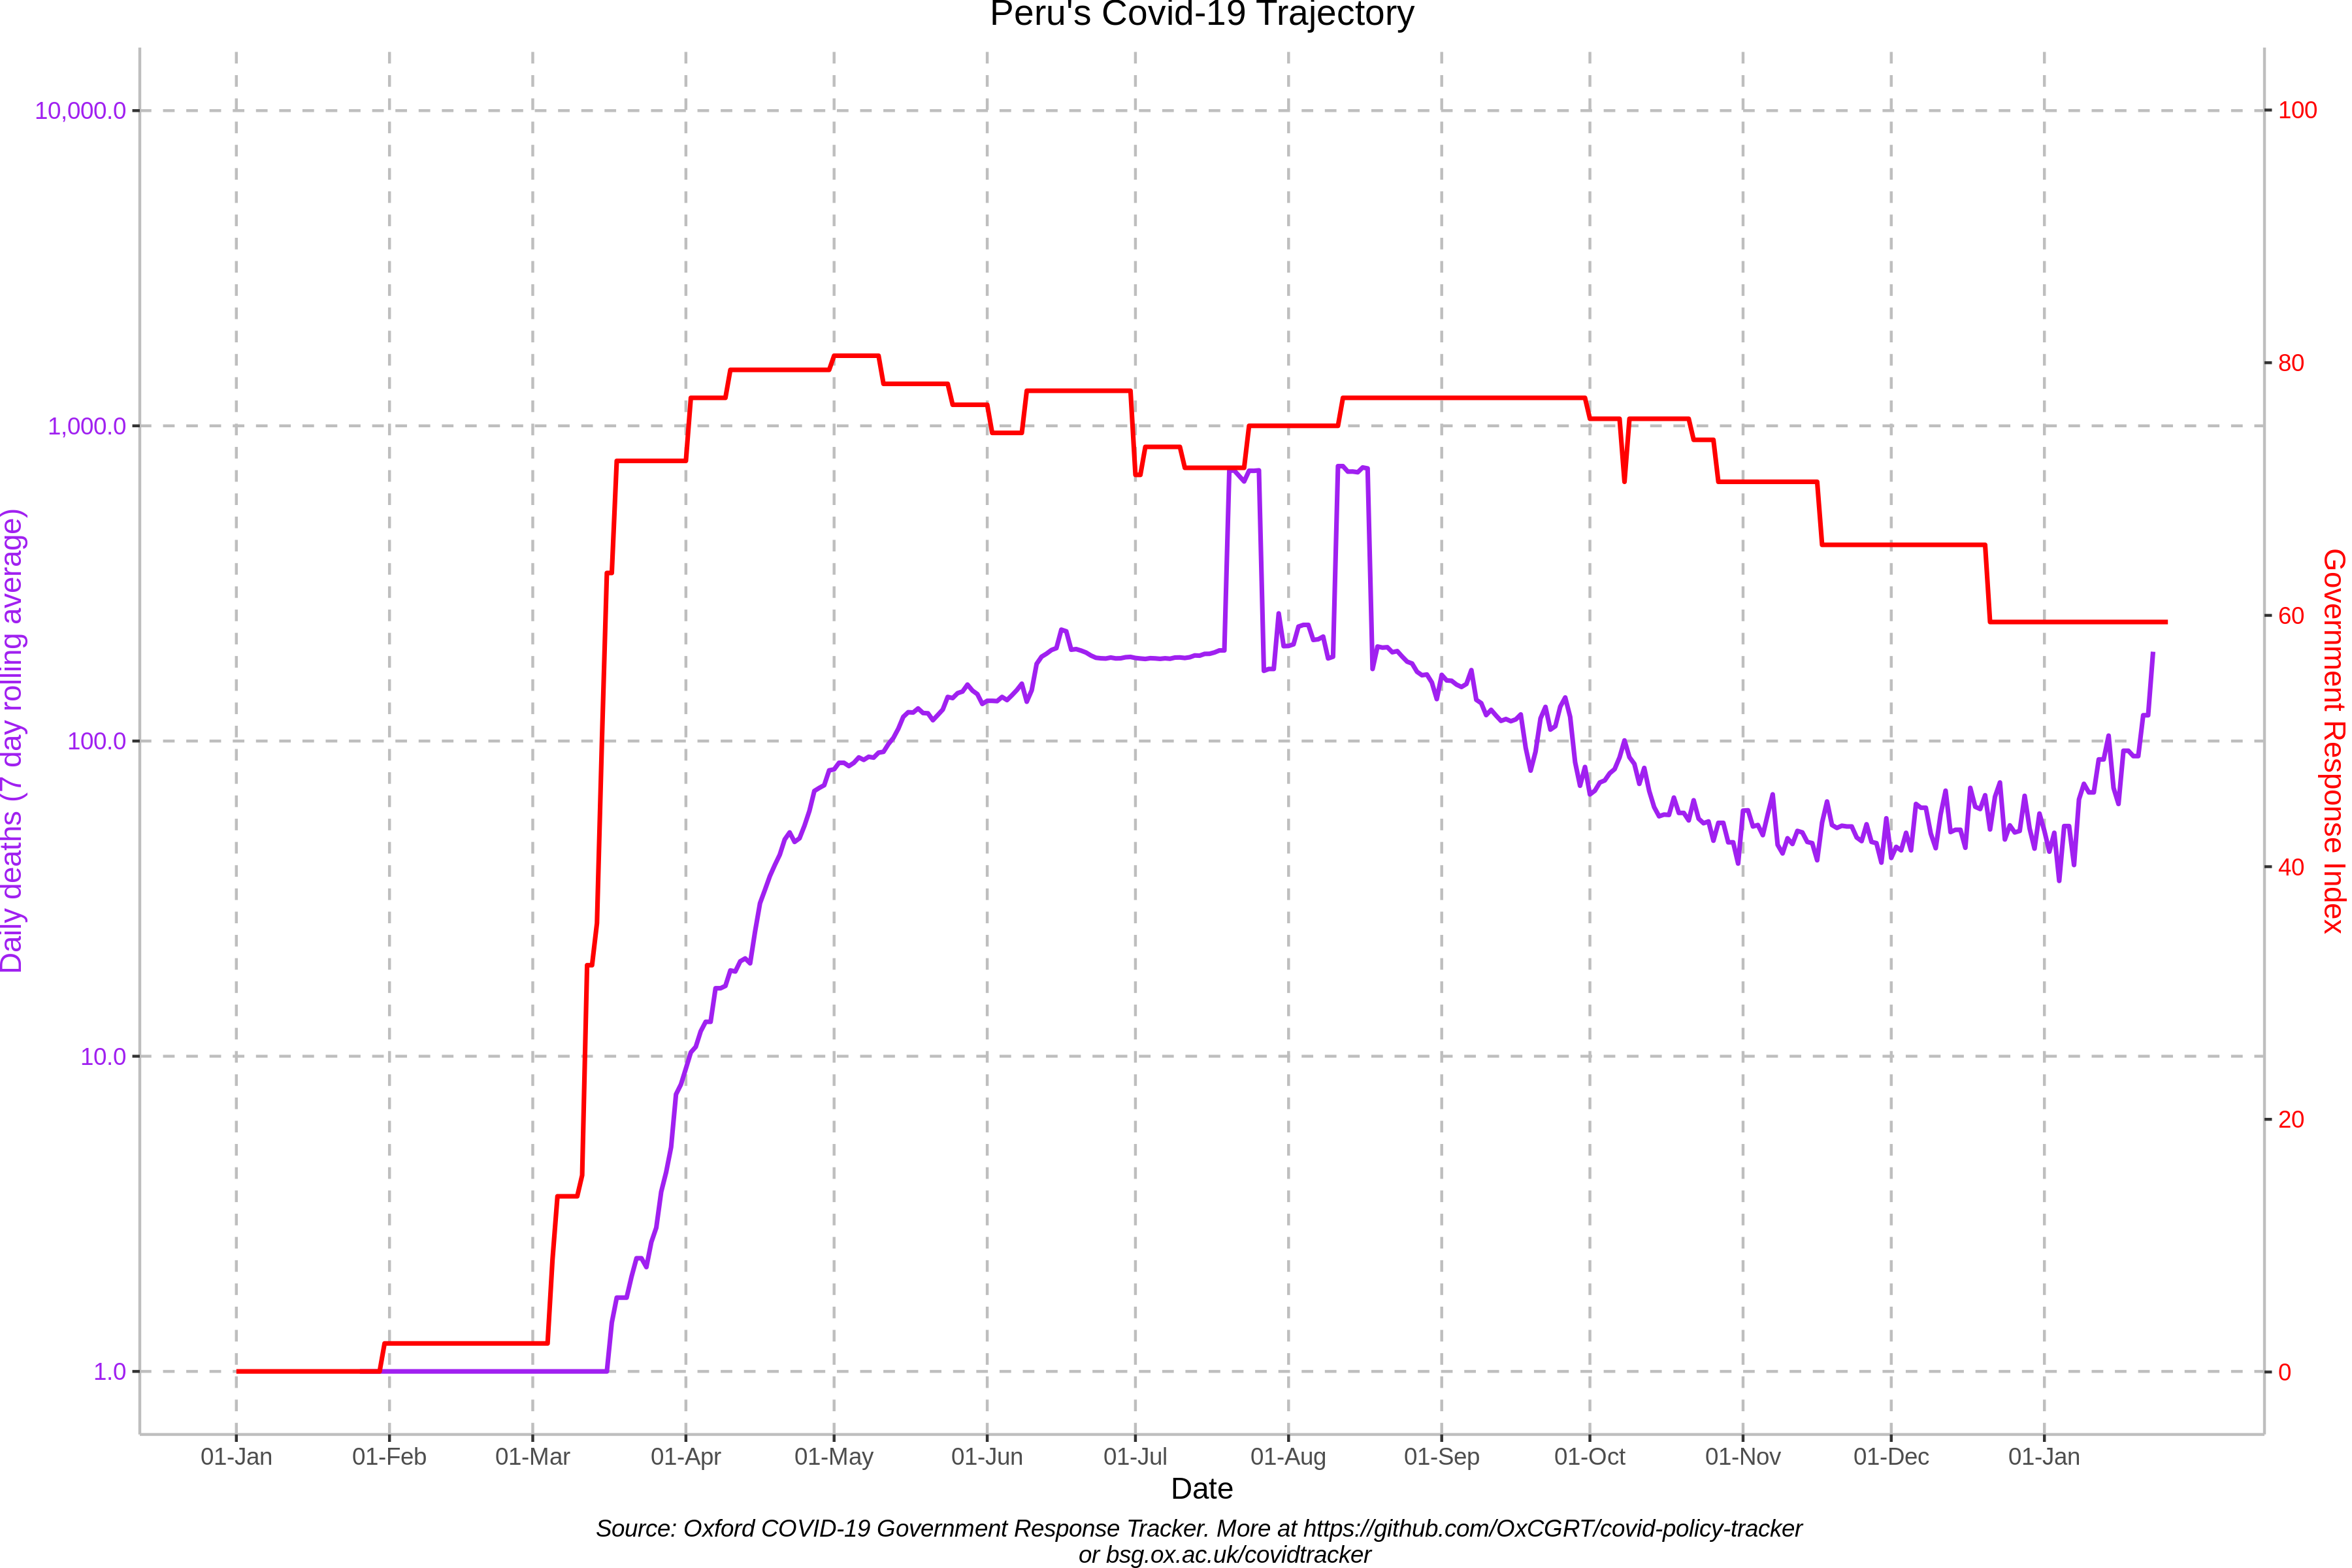 Peru's Covid-19 Trajectory
10,000.0
1,000.0
100.0
10.0
1.0
Daily deaths (7 day rolling average)
100
80
60
40
20
0
Government Response Index
01-Jan 01-Feb 01-Mar 01-Apr 01-May 01-Jun 01-Jul 01-Aug 01-Sep 01-Oct 01-Nov 01-Dec 01-Jan
Date
Source: Oxford COVID-19 Government Response Tracker. More at https://github.com/OxCGRT/covid-policy-tracker
or bsg.ox.ac.uk/covidtracker